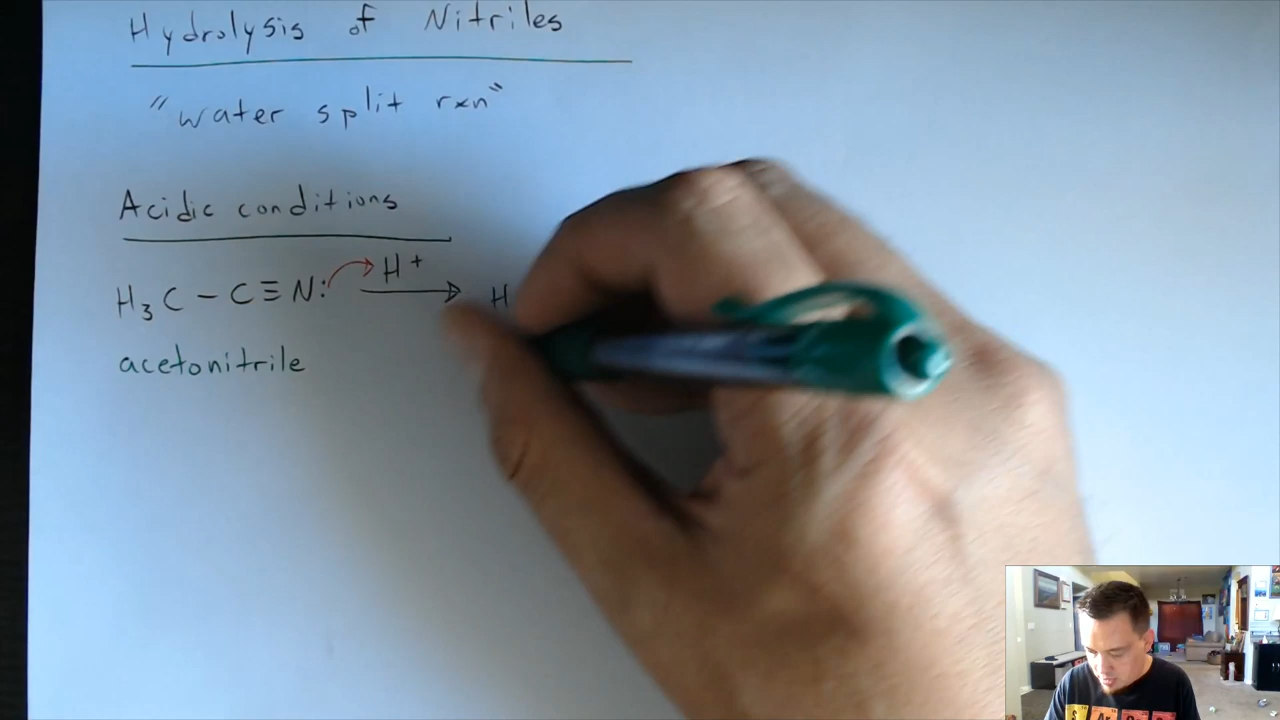 Hydrolysis of Nitriles
"water split rxn"
Acidic conditions
H₃C – C≡N: H+ → H
acetonitrile